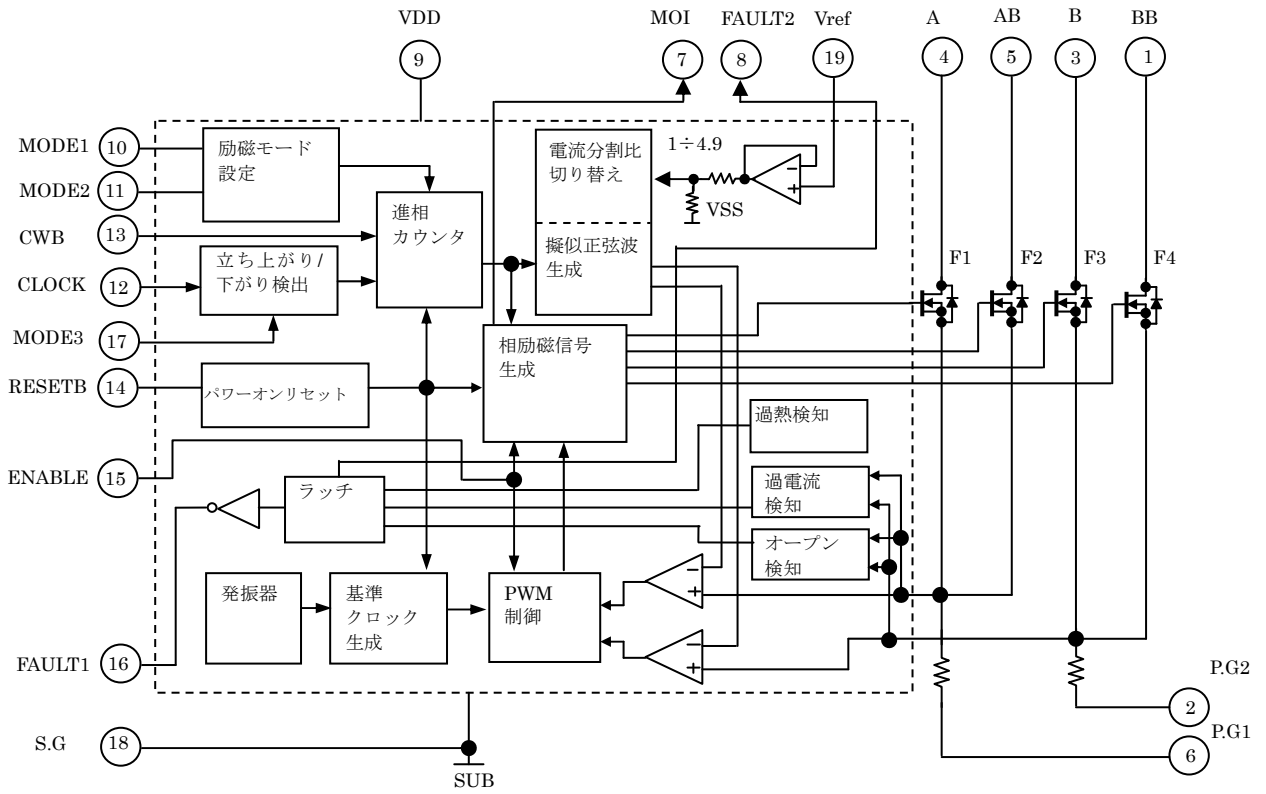 VDD
MOI
FAULT2
Vref
A
AB
B
BB
9
7
8
19
4
5
3
1
MODE1
10
MODE2
11
CWB
13
CLOCK
12
MODE3
17
RESETB
14
ENABLE
15
FAULT1
16
S.G
18
励磁モード
設定
進相
カウンタ
立ち上がり/
下がり検出
パワーオンリセット
電流分割比
切り替え
擬似正弦波
生成
1÷4.9
−
+
VSS
相励磁信号
生成
F1
F2
F3
F4
過熱検知
過電流
検知
オープン
検知
ラッチ
発振器
基準
クロック
生成
PWM
制御
−
+
−
+
P.G2
2
P.G1
6
SUB